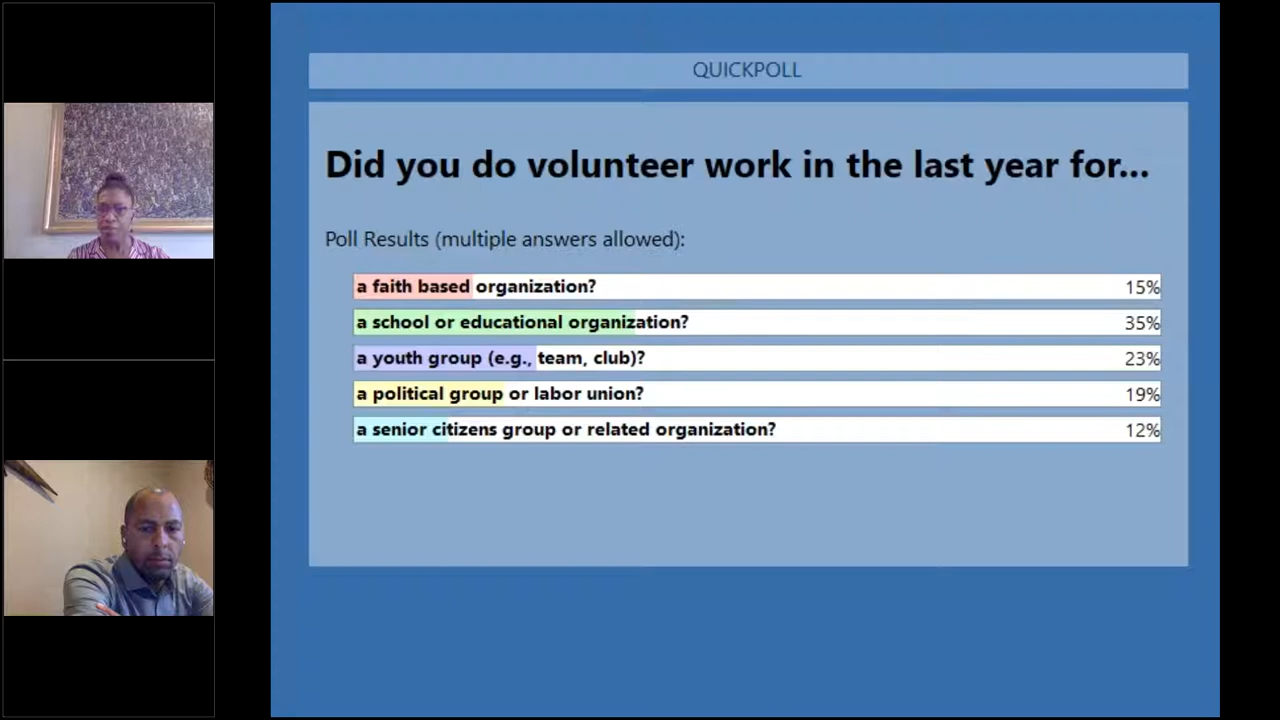 QUICKPOLL
Did you do volunteer work in the last year for...
Poll Results (multiple answers allowed):
a faith based organization? 15%
a school or educational organization? 35%
a youth group (e.g., team, club)? 23%
a political group or labor union? 19%
a senior citizens group or related organization? 12%